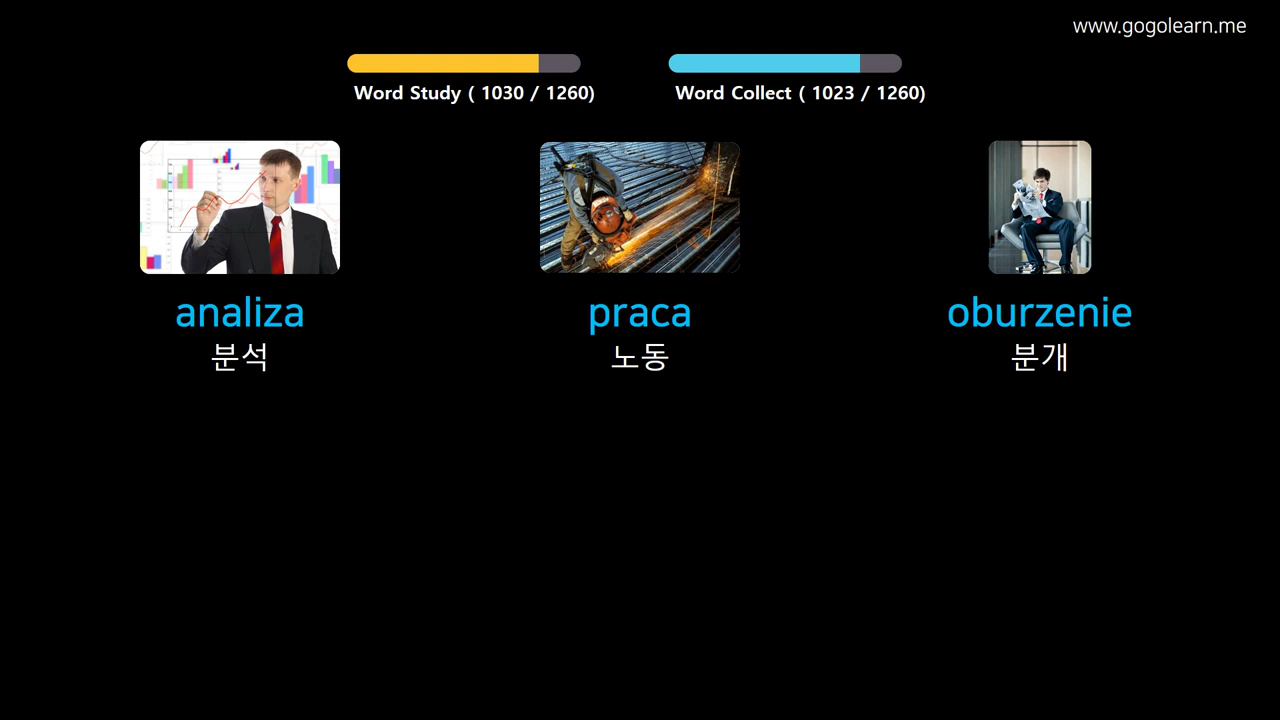 www.gogolearn.me
Word Study ( 1030 / 1260)
Word Collect ( 1023 / 1260)
analiza
분석
praca
노동
oburzenie
분개